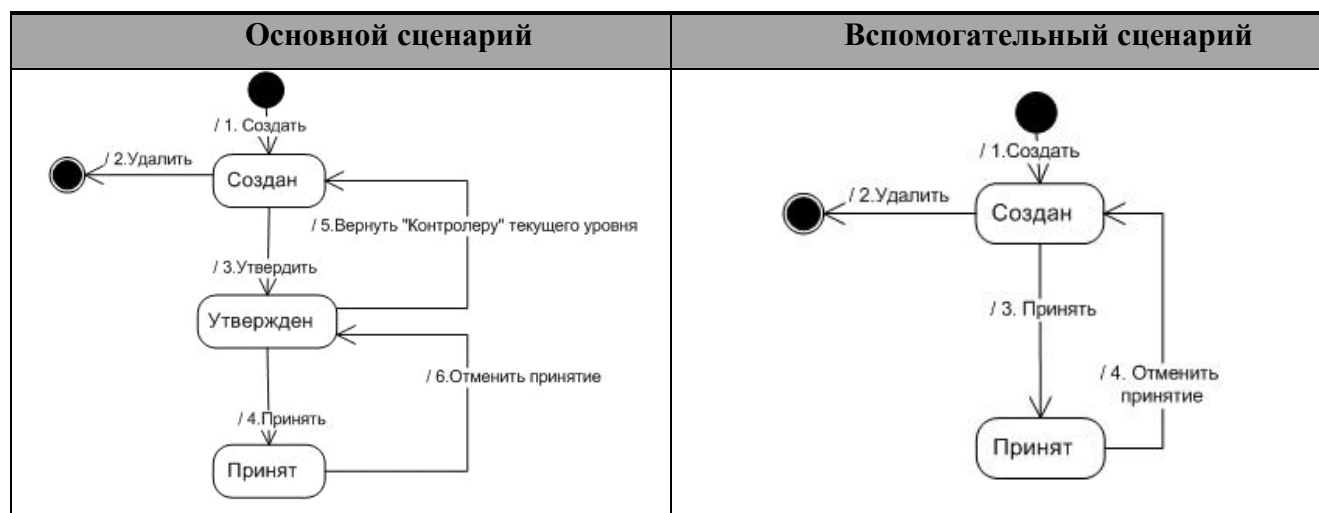 Основной сценарий
Вспомогательный сценарий
/ 1. Создать
/ 2.Удалить
Создан
/ 5.Вернуть "Контролеру" текущего уровня
/ 3.Утвердить
Утвержден
/ 6.Отменить принятие
/ 4.Принять
Принят
/ 1.Создать
/ 2.Удалить
Создан
/ 3. Принять
/ 4. Отменить
принятие
Принят